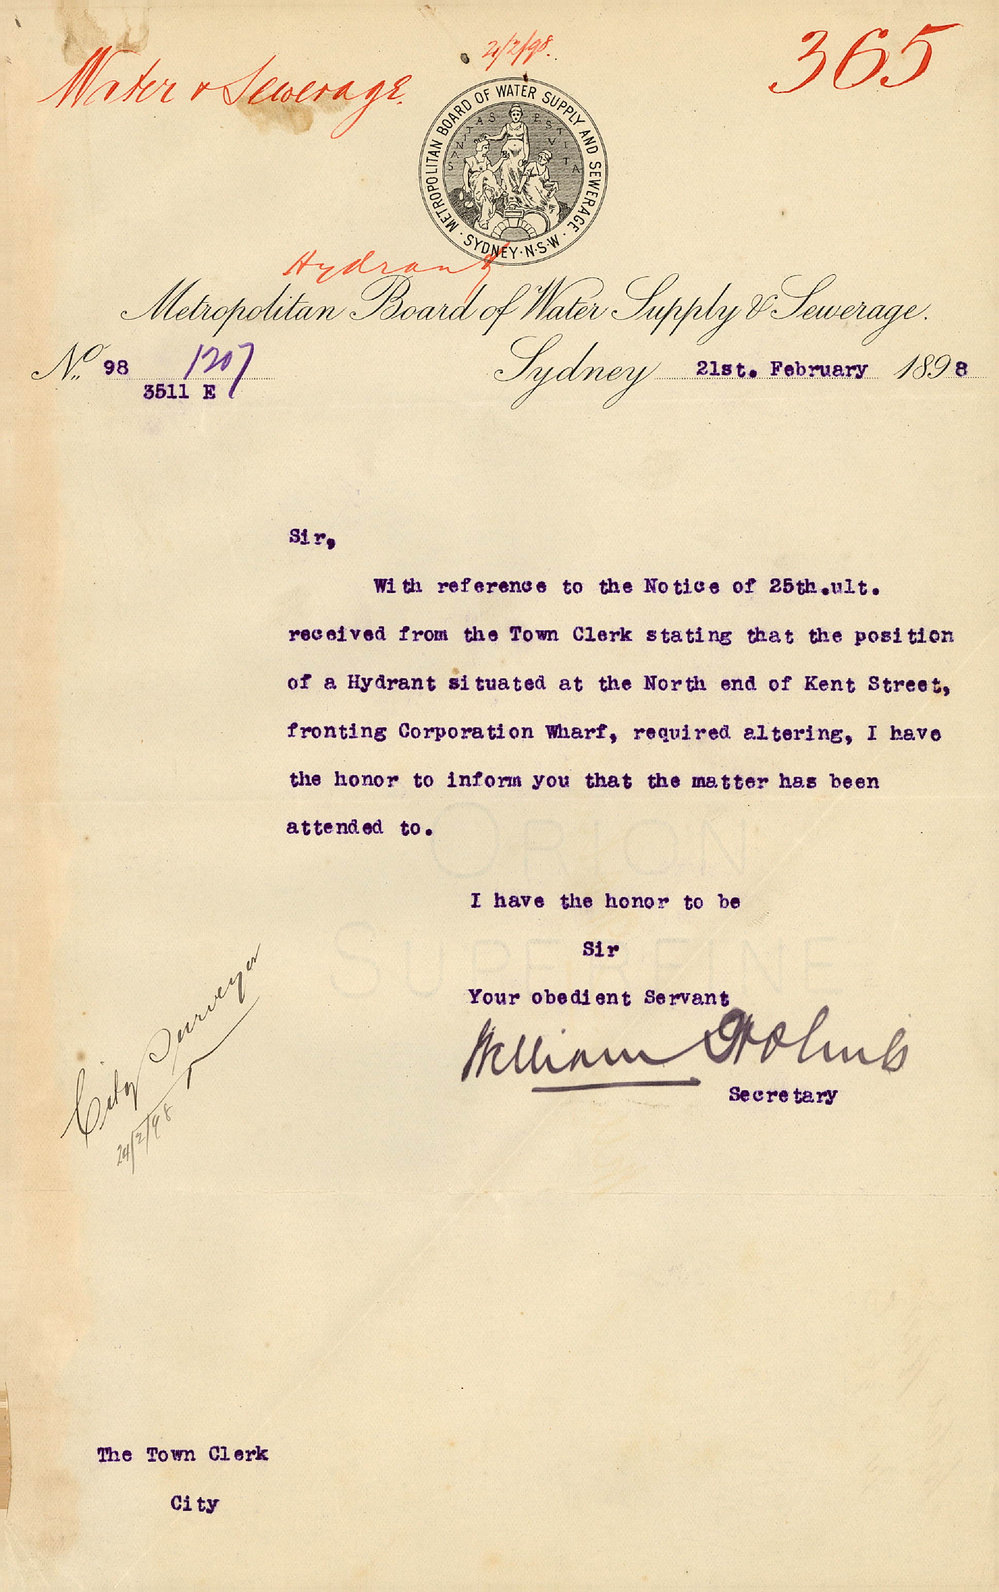 21/2/98.
365
Water & Sewerage.
METROPOLITAN BOARD OF WATER SUPPLY AND SEWERAGE
SANITAS EST VITA
· SYDNEY · N · S · W ·
Hydrant
Metropolitan Board of Water Supply & Sewerage.
No. 98 1207
3511 E
Sydney 21st. February 1898
Sir,
With reference to the Notice of 25th.ult.
received from the Town Clerk stating that the position
of a Hydrant situated at the North end of Kent Street,
fronting Corporation Wharf, required altering, I have
the honor to inform you that the matter has been
attended to.
ORION
SUPERFINE
I have the honor to be
Sir
Your obedient Servant
William Holmes
Secretary
City Surveyor
24/2/98
The Town Clerk
City